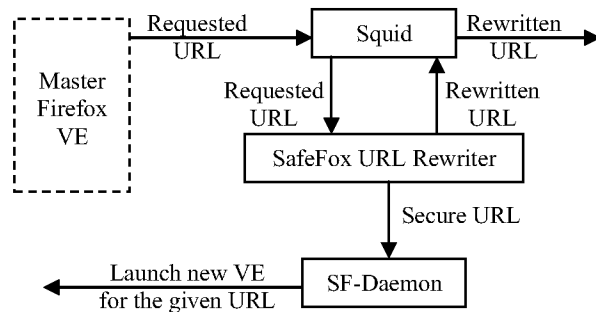 Requested
URL
Squid
Rewritten
URL
Master
Firefox
VE
Requested
URL
Rewritten
URL
SafeFox URL Rewriter
Secure URL
Launch new VE
for the given URL
SF-Daemon